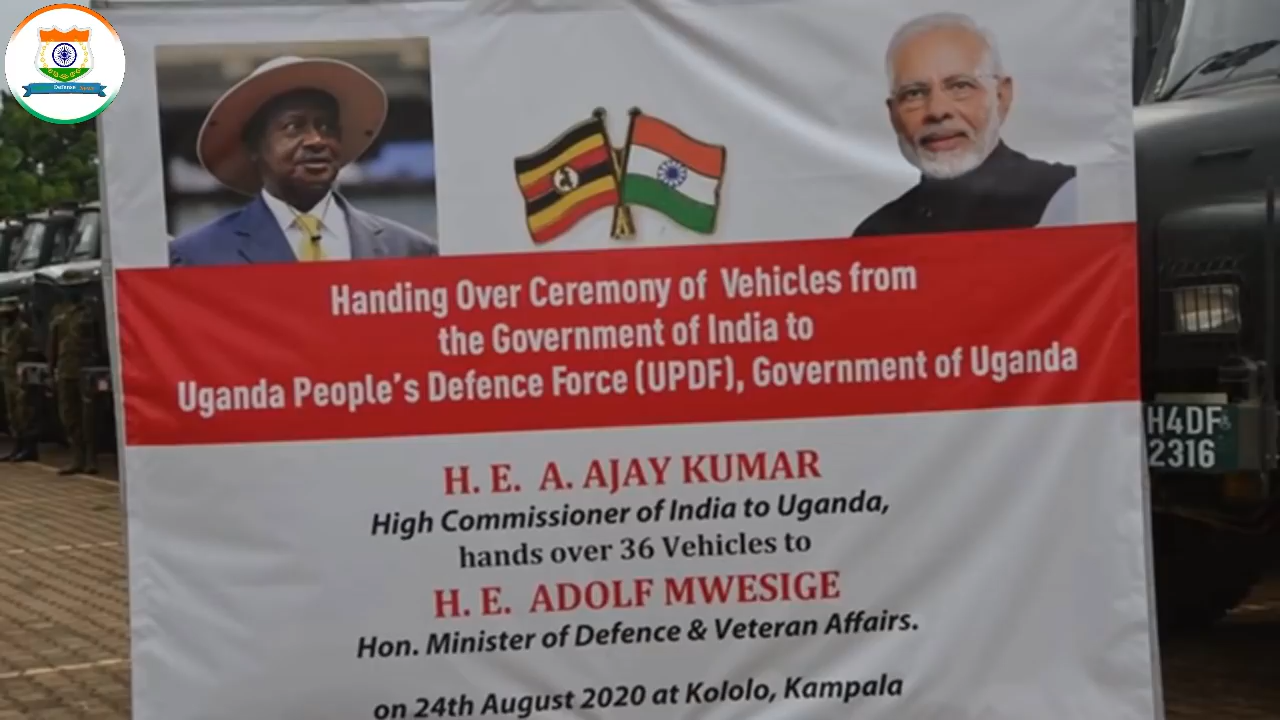 Defense
Handing Over Ceremony of Vehicles from
the Government of India to
Uganda People's Defence Force (UPDF), Government of Uganda
H. E. A. AJAY KUMAR
High Commissioner of India to Uganda,
hands over 36 Vehicles to
H. E. ADOLF MWESIGE
Hon. Minister of Defence & Veteran Affairs.
on 24th August 2020 at Kololo, Kampala
H4DF
2316